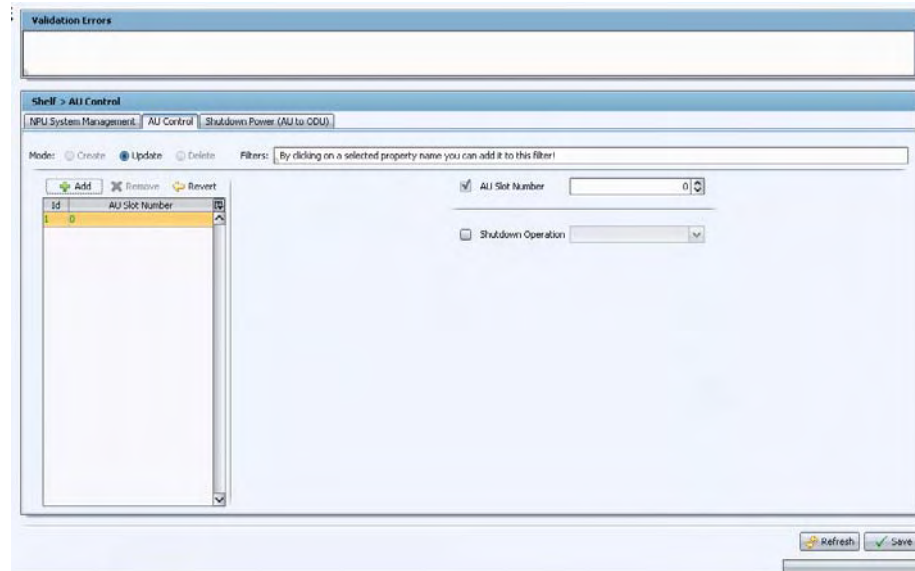 Validation Errors
Shelf > AU Control
NPU System Management AU Control Shutdown Power (AU to ODU)
Mode: Create Update Delete Filters: By clicking on a selected property name you can add it to this filter!
Add Remove Revert
AU Slot Number 0
Id AU Slot Number
1 0
Shutdown Operation
Refresh Save